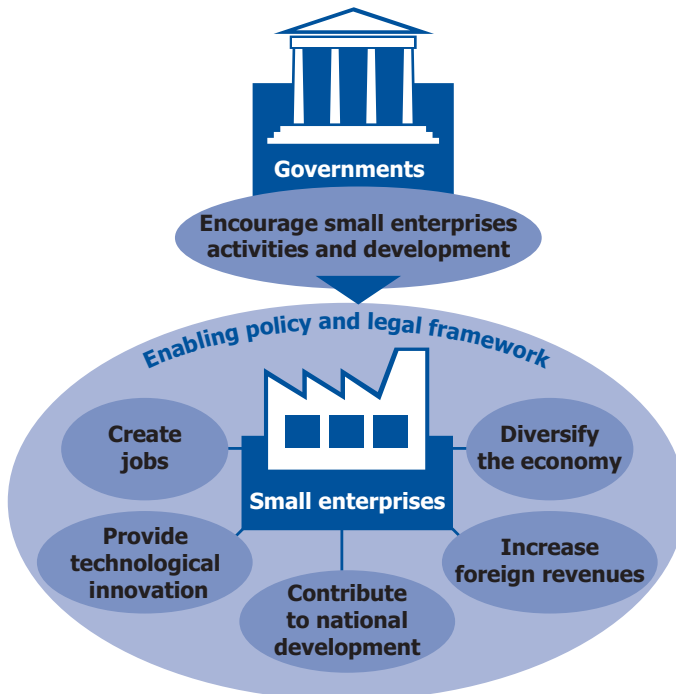 Governments
Encourage small enterprises
activities and development
Enabling policy and legal framework
Create
jobs
Diversify
the economy
Small enterprises
Provide
technological
innovation
Increase
foreign revenues
Contribute
to national
development